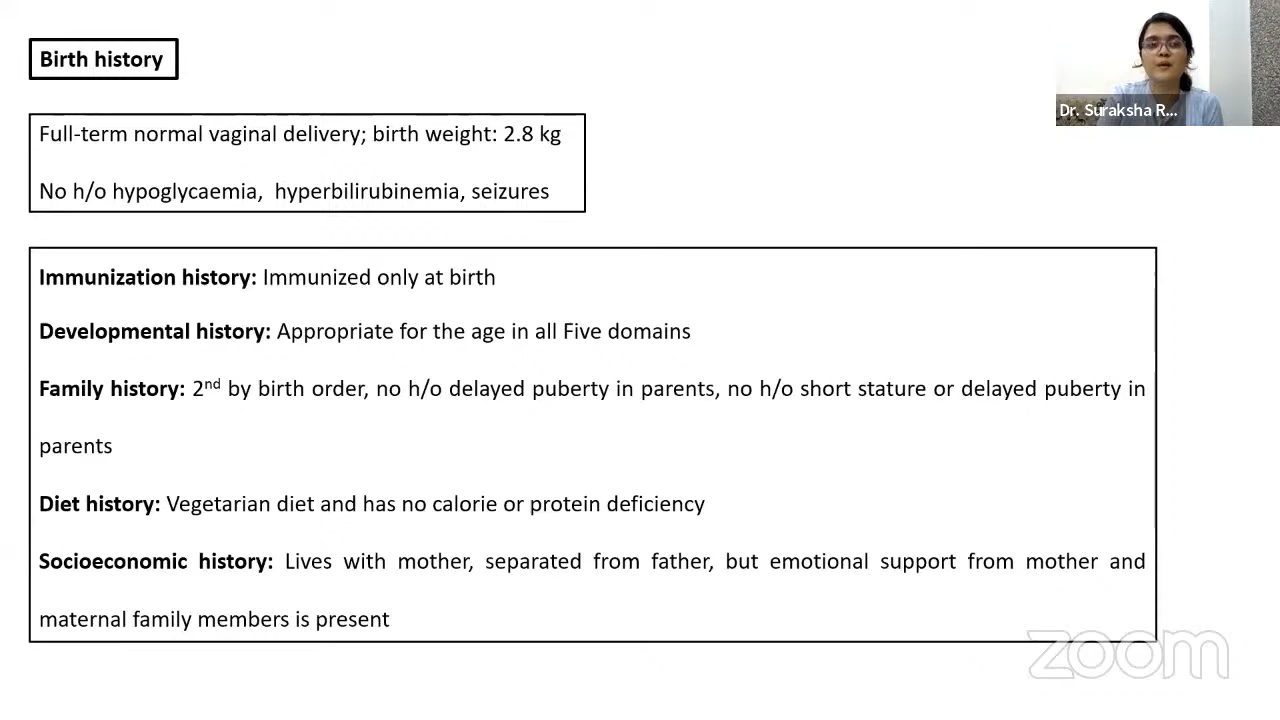 Birth history
Dr. Suraksha R...
Full-term normal vaginal delivery; birth weight: 2.8 kg
No h/o hypoglycaemia, hyperbilirubinemia, seizures
Immunization history: Immunized only at birth
Developmental history: Appropriate for the age in all Five domains
Family history: 2nd by birth order, no h/o delayed puberty in parents, no h/o short stature or delayed puberty in
parents
Diet history: Vegetarian diet and has no calorie or protein deficiency
Socioeconomic history: Lives with mother, separated from father, but emotional support from mother and
maternal family members is present
zoom